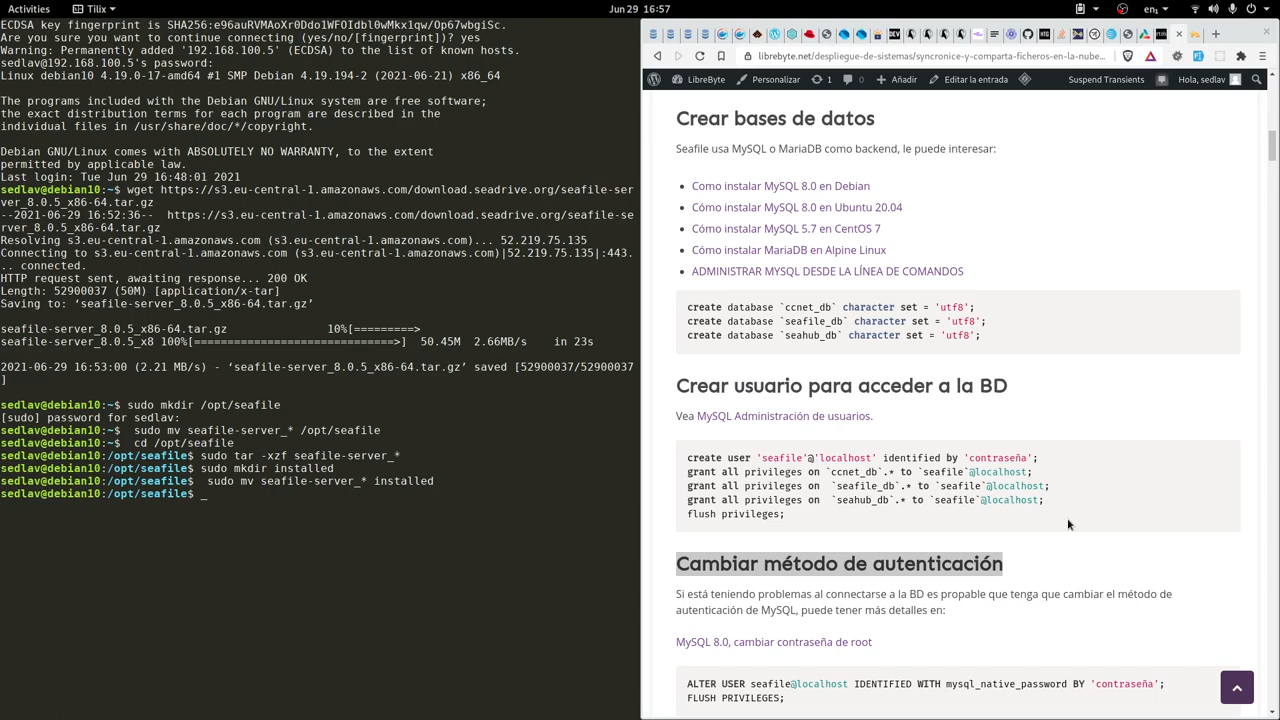 Activities
Tilix
Jun 29 16:57
en1
ECDSA key fingerprint is SHA256:e96auRVMAoXr0Ddo1WFOIdbl0wMkx1qw/Op67wbgiSc.
Are you sure you want to continue connecting (yes/no/[fingerprint])? yes
Warning: Permanently added '192.168.100.5' (ECDSA) to the list of known hosts.
sedlav@192.168.100.5's password:
Linux debian10 4.19.0-17-amd64 #1 SMP Debian 4.19.194-2 (2021-06-21) x86_64
The programs included with the Debian GNU/Linux system are free software;
the exact distribution terms for each program are described in the
individual files in /usr/share/doc/*/copyright.
Debian GNU/Linux comes with ABSOLUTELY NO WARRANTY, to the extent
permitted by applicable law.
Last login: Tue Jun 29 16:48:01 2021
sedlav@debian10:~$ wget https://s3.eu-central-1.amazonaws.com/download.seadrive.org/seafile-ser
ver_8.0.5_x86-64.tar.gz
--2021-06-29 16:52:36--  https://s3.eu-central-1.amazonaws.com/download.seadrive.org/seafile-se
rver_8.0.5_x86-64.tar.gz
Resolving s3.eu-central-1.amazonaws.com (s3.eu-central-1.amazonaws.com)... 52.219.75.135
Connecting to s3.eu-central-1.amazonaws.com (s3.eu-central-1.amazonaws.com)|52.219.75.135|:443.
.. connected.
HTTP request sent, awaiting response... 200 OK
Length: 52900037 (50M) [application/x-tar]
Saving to: ‘seafile-server_8.0.5_x86-64.tar.gz’
seafile-server_8.0.5_x86-64.tar.gz 10%[=========>
seafile-server_8.0.5_x8 100%[===============================>] 50.45M 2.66MB/s in 23s
2021-06-29 16:53:00 (2.21 MB/s) - ‘seafile-server_8.0.5_x86-64.tar.gz’ saved [52900037/52900037
]
sedlav@debian10:~$ sudo mkdir /opt/seafile
[sudo] password for sedlav:
sedlav@debian10:~$  sudo mv seafile-server_* /opt/seafile
sedlav@debian10:~$  cd /opt/seafile
sedlav@debian10:/opt/seafile$ sudo tar -xzf seafile-server_*
sedlav@debian10:/opt/seafile$ sudo mkdir installed
sedlav@debian10:/opt/seafile$  sudo mv seafile-server_* installed
sedlav@debian10:/opt/seafile$ _
librebyte.net/despliegue-de-sistemas/syncronice-y-comparta-ficheros-en-la-nube...
LibreByte
Personalizar
1
0
Añadir
Editar la entrada
Suspend Transients
Hola, sedlav
Crear bases de datos
Seafile usa MySQL o MariaDB como backend, le puede interesar:
Como instalar MySQL 8.0 en Debian
Cómo instalar MySQL 8.0 en Ubuntu 20.04
Cómo instalar MySQL 5.7 en CentOS 7
Cómo instalar MariaDB en Alpine Linux
ADMINISTRAR MYSQL DESDE LA LÍNEA DE COMANDOS
create database `ccnet_db` character set = 'utf8';
create database `seafile_db` character set = 'utf8';
create database `seahub_db` character set = 'utf8';
Crear usuario para acceder a la BD
Vea MySQL Administración de usuarios.
create user 'seafile'@'localhost' identified by 'contraseña';
grant all privileges on `ccnet_db`.* to `seafile`@localhost;
grant all privileges on  `seafile_db`.* to `seafile`@localhost;
grant all privileges on  `seahub_db`.* to `seafile`@localhost;
flush privileges;
Cambiar método de autenticación
Si está teniendo problemas al connectarse a la BD es propable que tenga que cambiar el método de
autenticación de MySQL, puede tener más detalles en:
MySQL 8.0, cambiar contraseña de root
ALTER USER seafile@localhost IDENTIFIED WITH mysql_native_password BY 'contraseña';
FLUSH PRIVILEGES;